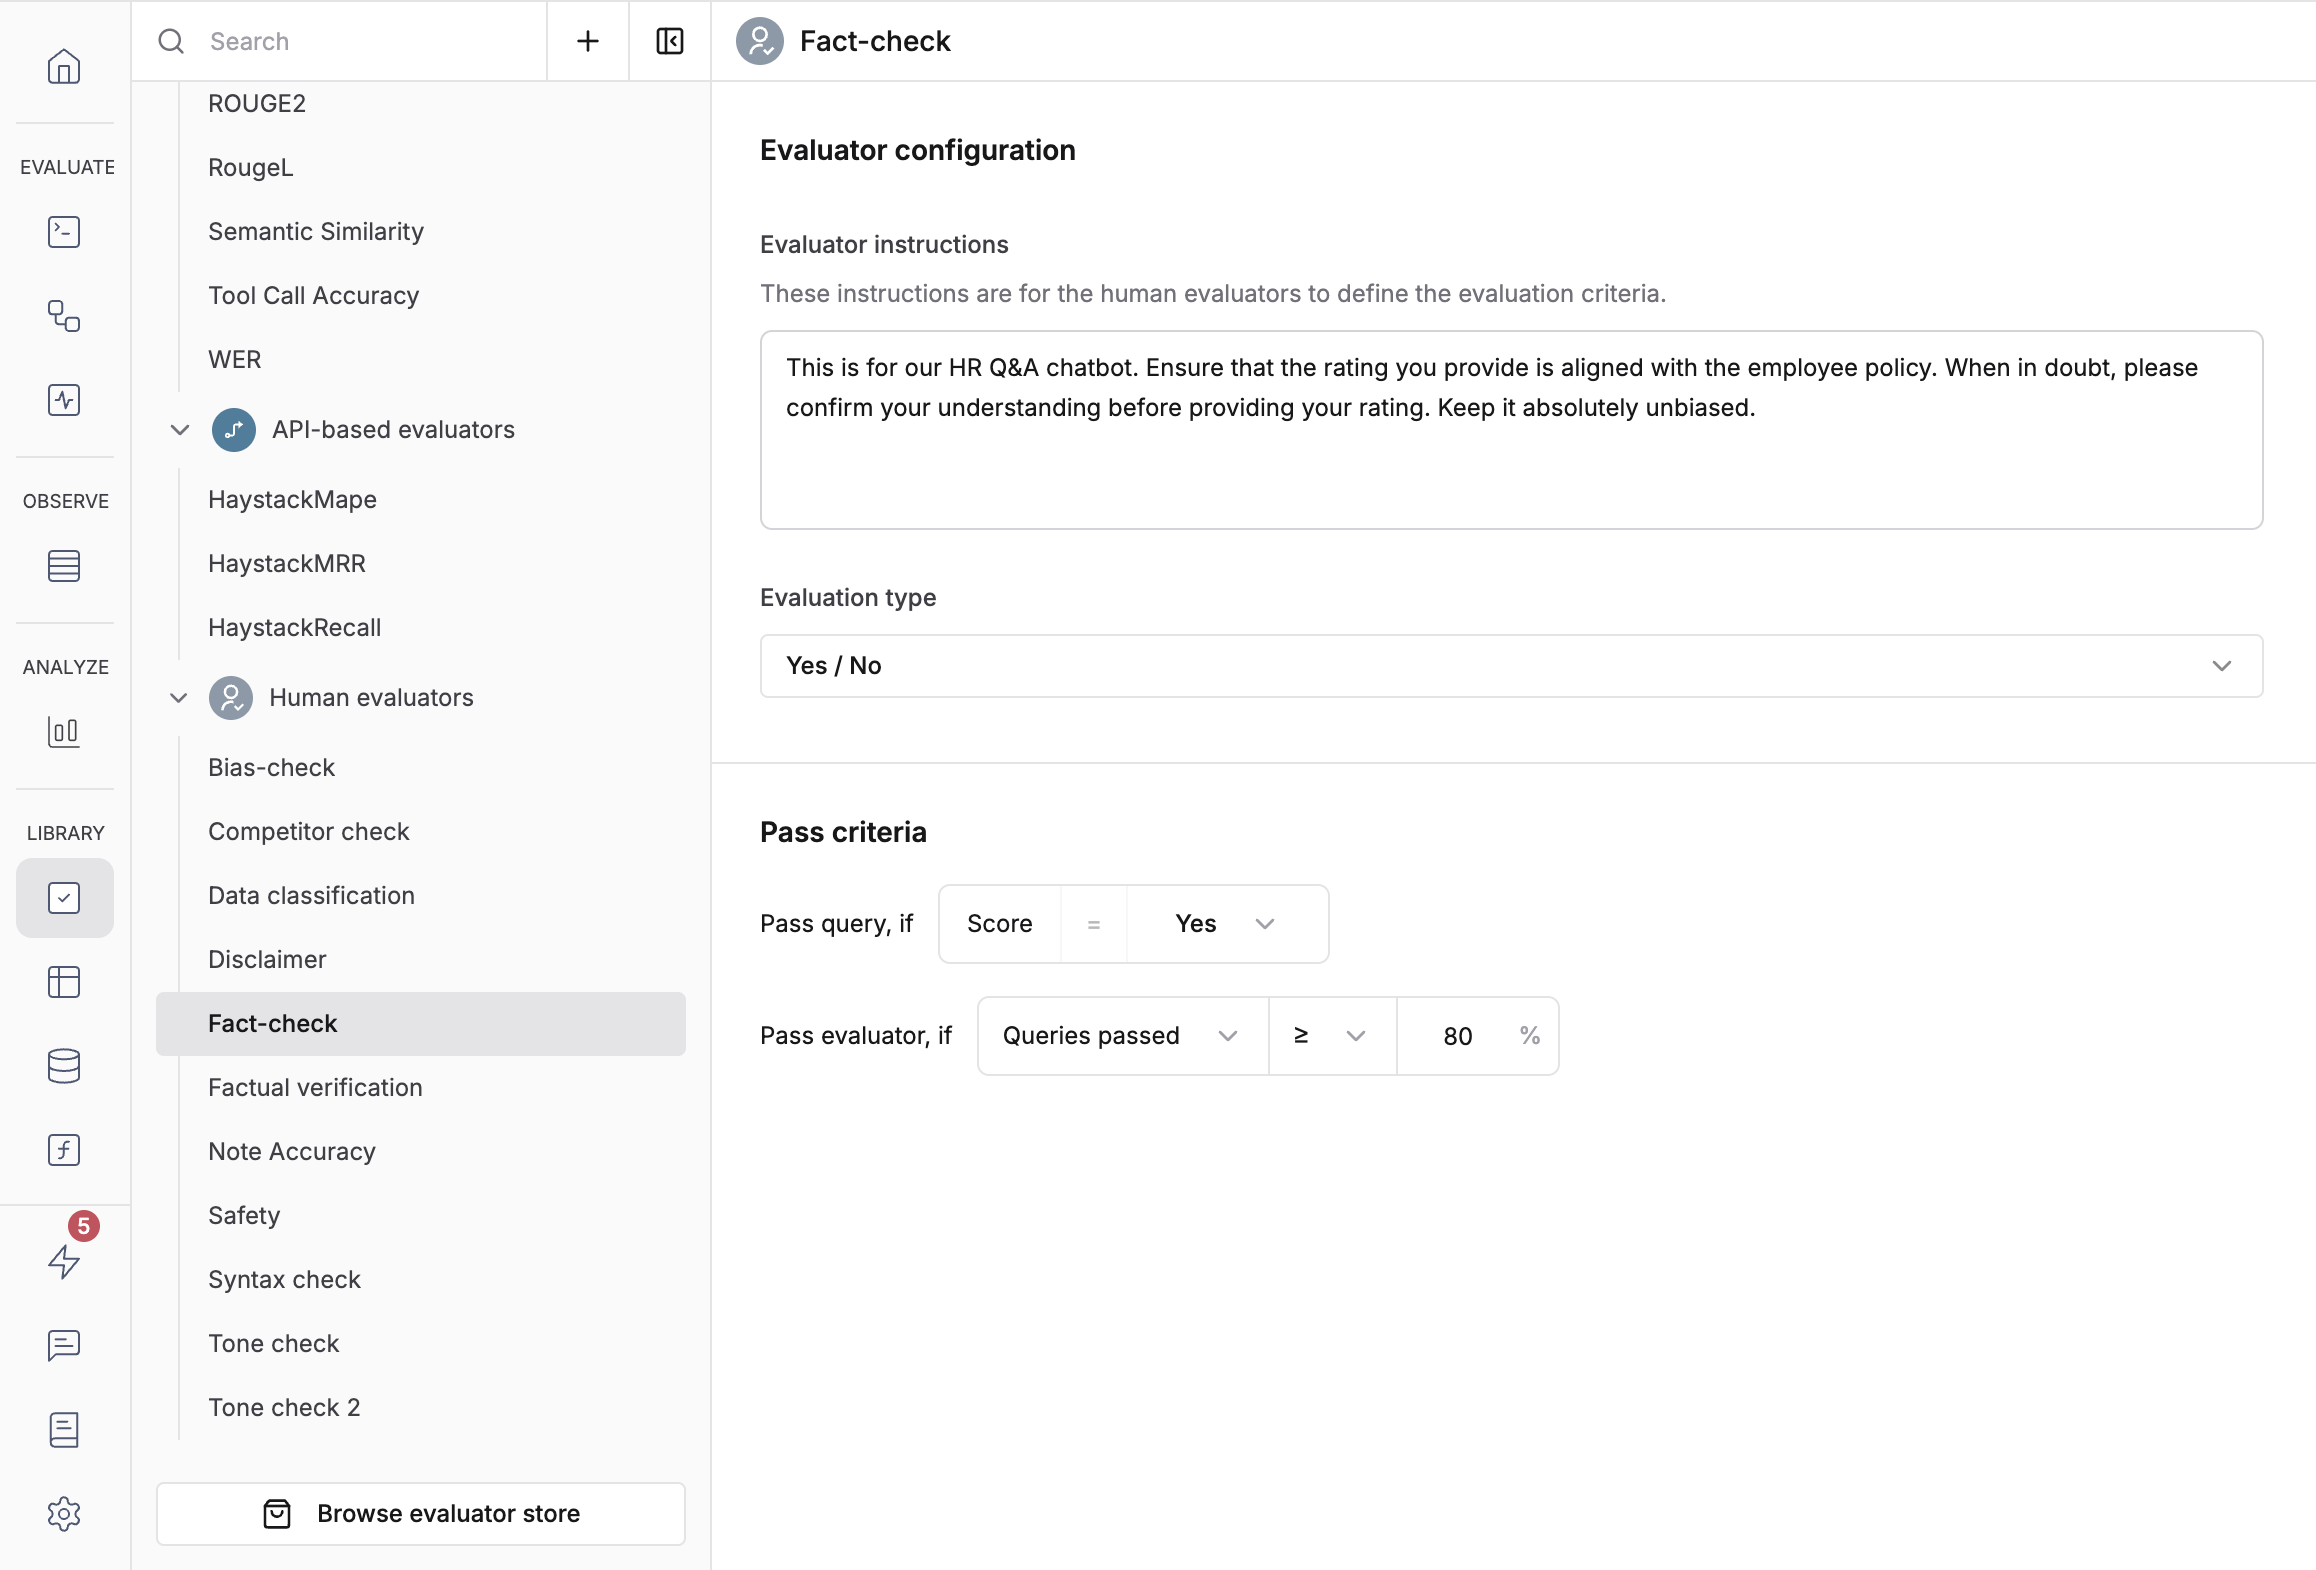 EVALUATE
OBSERVE
ANALYZE
LIBRARY
5
Search
ROUGE2
RougeL
Semantic Similarity
Tool Call Accuracy
WER
API-based evaluators
HaystackMape
HaystackMRR
HaystackRecall
Human evaluators
Bias-check
Competitor check
Data classification
Disclaimer
Fact-check
Factual verification
Note Accuracy
Safety
Syntax check
Tone check
Tone check 2
Browse evaluator store
Fact-check
Evaluator configuration
Evaluator instructions
These instructions are for the human evaluators to define the evaluation criteria.
This is for our HR Q&A chatbot. Ensure that the rating you provide is aligned with the employee policy. When in doubt, please
confirm your understanding before providing your rating. Keep it absolutely unbiased.
Evaluation type
Yes / No
Pass criteria
Pass query, if Score = Yes
Pass evaluator, if Queries passed ≥ 80 %